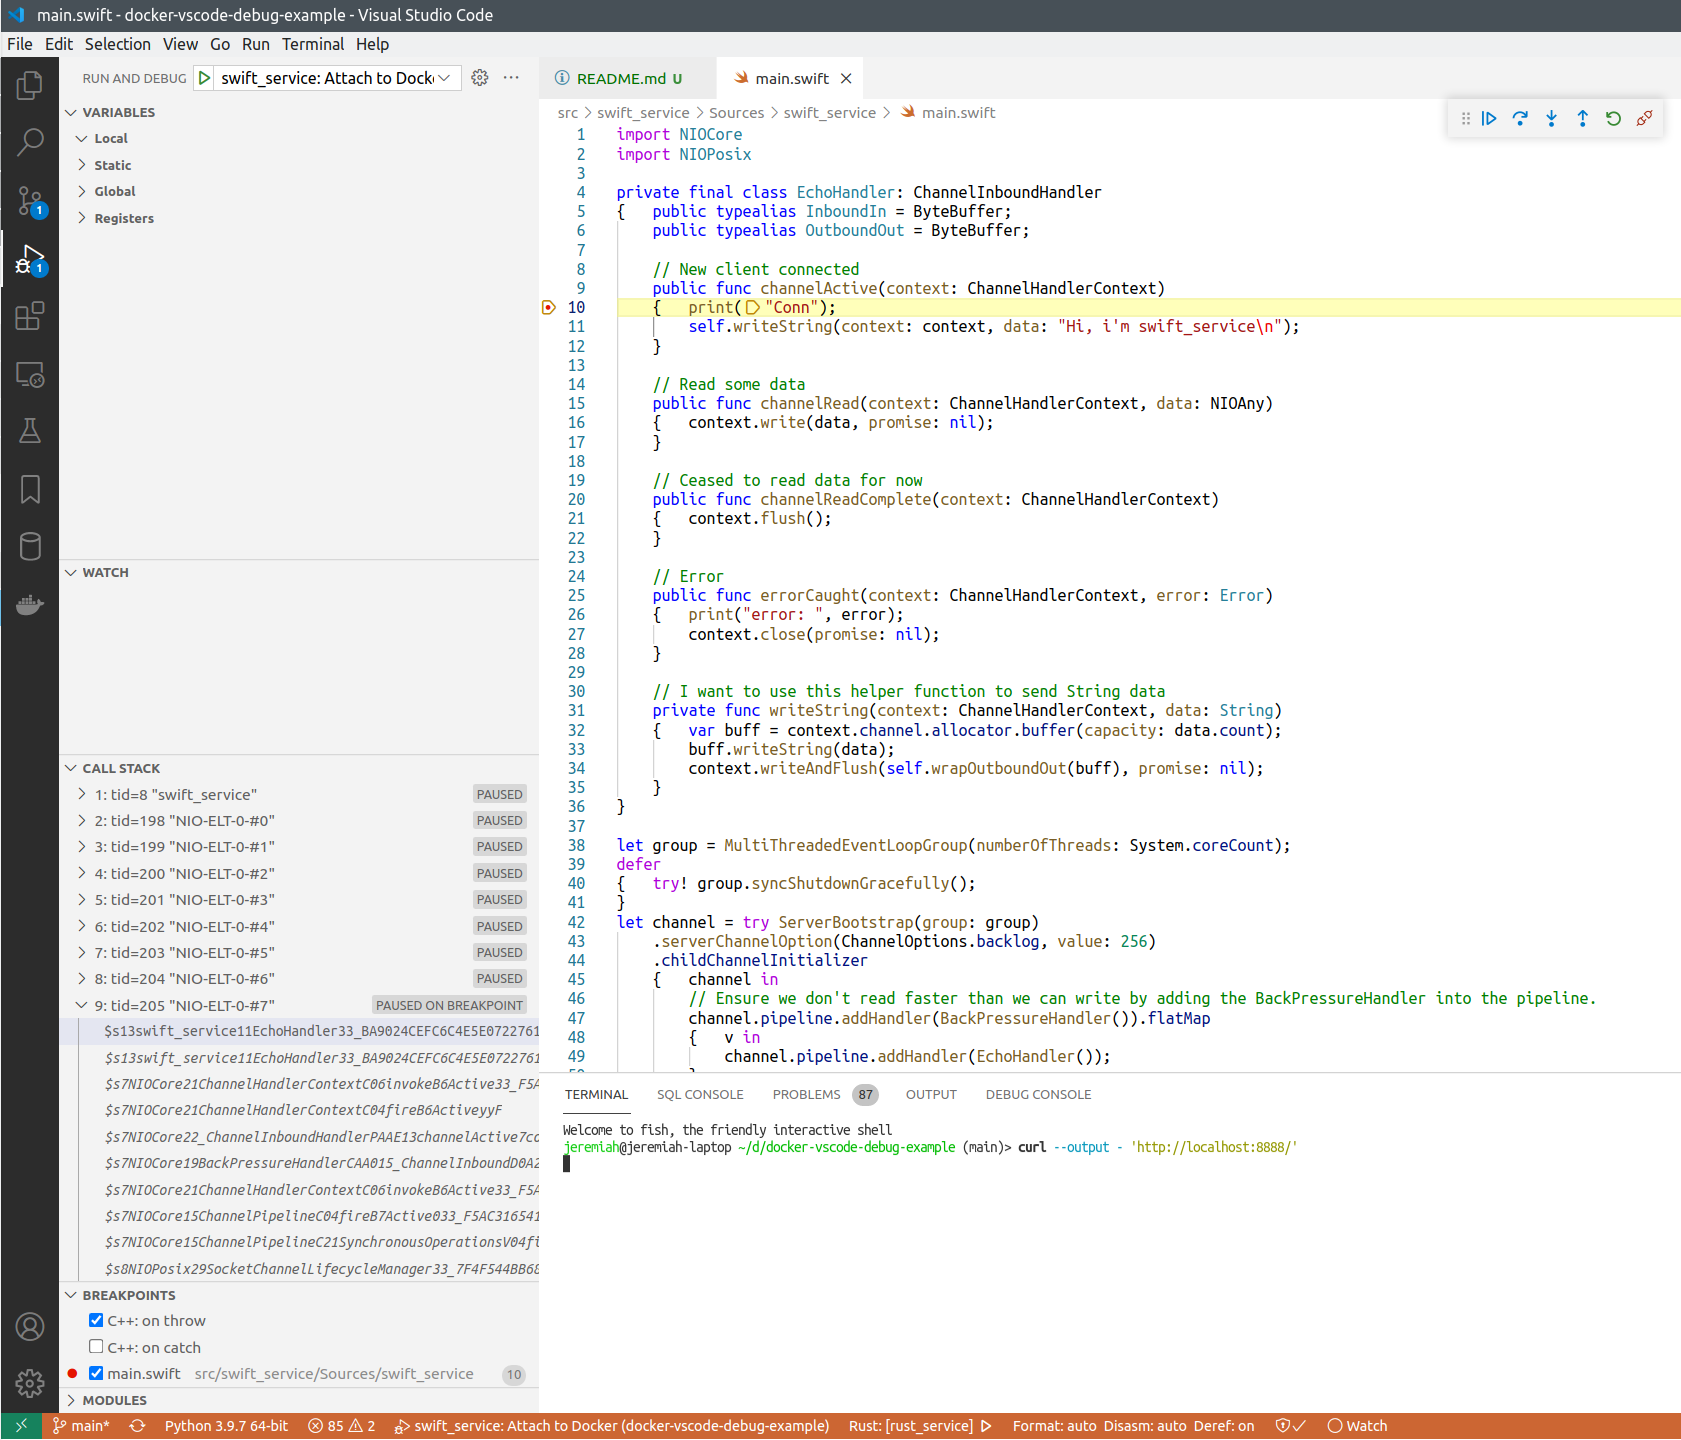 main.swift - docker-vscode-debug-example - Visual Studio Code
File Edit Selection View Go Run Terminal Help
RUN AND DEBUG swift_service: Attach to Docke
VARIABLES
Local
Static
Global
Registers
WATCH
CALL STACK
1: tid=8 "swift_service" PAUSED
2: tid=198 "NIO-ELT-0-#0" PAUSED
3: tid=199 "NIO-ELT-0-#1" PAUSED
4: tid=200 "NIO-ELT-0-#2" PAUSED
5: tid=201 "NIO-ELT-0-#3" PAUSED
6: tid=202 "NIO-ELT-0-#4" PAUSED
7: tid=203 "NIO-ELT-0-#5" PAUSED
8: tid=204 "NIO-ELT-0-#6" PAUSED
9: tid=205 "NIO-ELT-0-#7" PAUSED ON BREAKPOINT
$s13swift_service11EchoHandler33_BA9024CEFC6C4E5E0722761
$s13swift_service11EchoHandler33_BA9024CEFC6C4E5E0722761
$s7NIOCore21ChannelHandlerContextC06invokeB6Active33_F5A
$s7NIOCore21ChannelHandlerContextC04fireB6ActiveyyF
$s7NIOCore22_ChannelInboundHandlerPAAE13channelActive7co
$s7NIOCore19BackPressureHandlerCAA015_ChannelInboundD0A2
$s7NIOCore21ChannelHandlerContextC06invokeB6Active33_F5A
$s7NIOCore15ChannelPipelineC04fireB7Active033_F5AC316541
$s7NIOCore15ChannelPipelineC21SynchronousOperationsV04fi
$s8NIOPosix29SocketChannelLifecycleManager33_7F4F544BB68
BREAKPOINTS
C++: on throw
C++: on catch
main.swift src/swift_service/Sources/swift_service 10
MODULES
README.md U main.swift
src > swift_service > Sources > swift_service > main.swift
1 import NIOCore
2 import NIOPosix
3
4 private final class EchoHandler: ChannelInboundHandler
5 { public typealias InboundIn = ByteBuffer;
6 public typealias OutboundOut = ByteBuffer;
7
8 // New client connected
9 public func channelActive(context: ChannelHandlerContext)
10 { print("Conn");
11 self.writeString(context: context, data: "Hi, i'm swift_service\n");
12 }
13
14 // Read some data
15 public func channelRead(context: ChannelHandlerContext, data: NIOAny)
16 { context.write(data, promise: nil);
17 }
18
19 // Ceased to read data for now
20 public func channelReadComplete(context: ChannelHandlerContext)
21 { context.flush();
22 }
23
24 // Error
25 public func errorCaught(context: ChannelHandlerContext, error: Error)
26 { print("error: ", error);
27 context.close(promise: nil);
28 }
29
30 // I want to use this helper function to send String data
31 private func writeString(context: ChannelHandlerContext, data: String)
32 { var buff = context.channel.allocator.buffer(capacity: data.count);
33 buff.writeString(data);
34 context.writeAndFlush(self.wrapOutboundOut(buff), promise: nil);
35 }
36 }
37
38 let group = MultiThreadedEventLoopGroup(numberOfThreads: System.coreCount);
39 defer
40 { try! group.syncShutdownGracefully();
41 }
42 let channel = try ServerBootstrap(group: group)
43 .serverChannelOption(ChannelOptions.backlog, value: 256)
44 .childChannelInitializer
45 { channel in
46 // Ensure we don't read faster than we can write by adding the BackPressureHandler into the pipeline.
47 channel.pipeline.addHandler(BackPressureHandler()).flatMap
48 { v in
49 channel.pipeline.addHandler(EchoHandler());
TERMINAL SQL CONSOLE PROBLEMS 87 OUTPUT DEBUG CONSOLE
Welcome to fish, the friendly interactive shell
jeremiah@jeremiah-laptop ~/d/docker-vscode-debug-example (main)> curl --output - 'http://localhost:8888/'
1
1
main* Python 3.9.7 64-bit 85 2 swift_service: Attach to Docker (docker-vscode-debug-example) Rust: [rust_service] Format: auto Disasm: auto Deref: on Watch